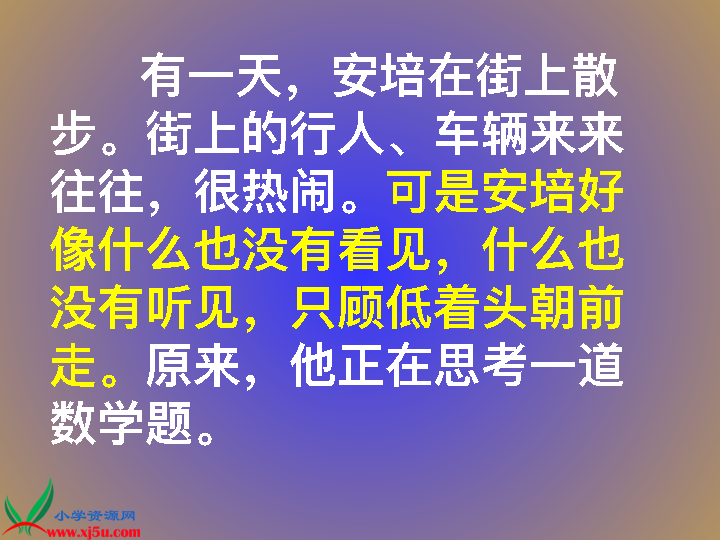 有一天，安培在街上散
步。街上的行人、车辆来来
往往，很热闹。可是安培好
像什么也没有看见，什么也
没有听见，只顾低着头朝前
走。原来，他正在思考一道
数学题。
小学资源网
www.xj5u.com